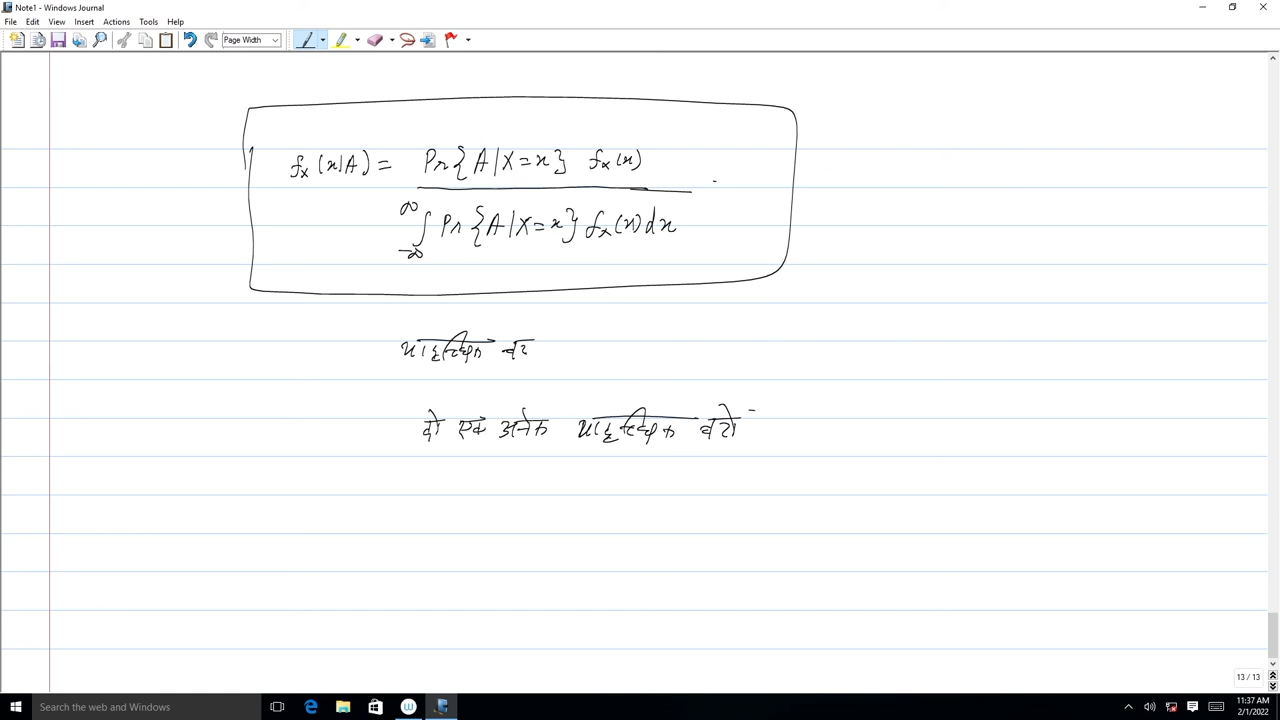 Note1 - Windows Journal
File Edit View Insert Actions Tools Help
Page Width
fx (x|A) = Pr{A|X=x} fx(x)
∞ ∫ -∞ Pr{A|X=x} fx(x) dx
यादृच्छिक चर
दो एक अनेक यादृच्छिक चरो
13 / 13
Search the web and Windows
11:37 AM
2/1/2022